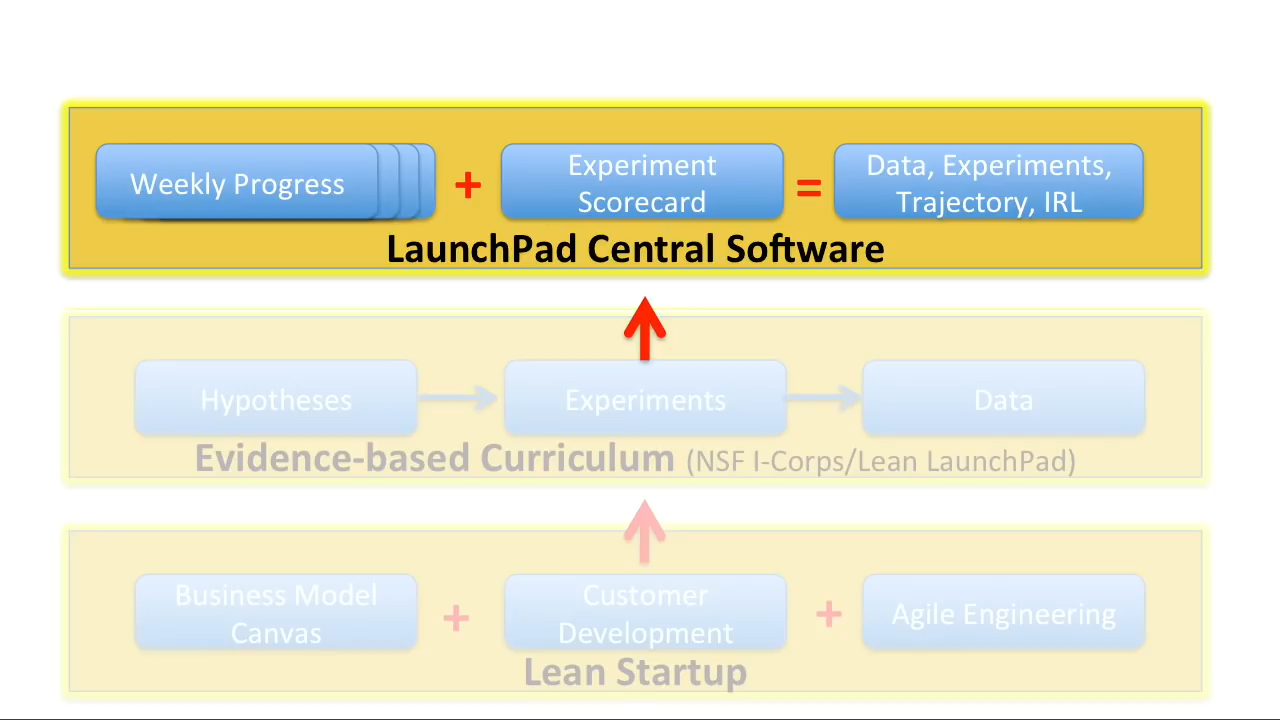 Weekly Progress
+
Experiment
Scorecard
=
Data, Experiments,
Trajectory, IRL
LaunchPad Central Software
Hypotheses
Experiments
Data
Evidence-based Curriculum (NSF I-Corps/Lean LaunchPad)
Business Model
Canvas
+
Customer
Development
+
Agile Engineering
Lean Startup